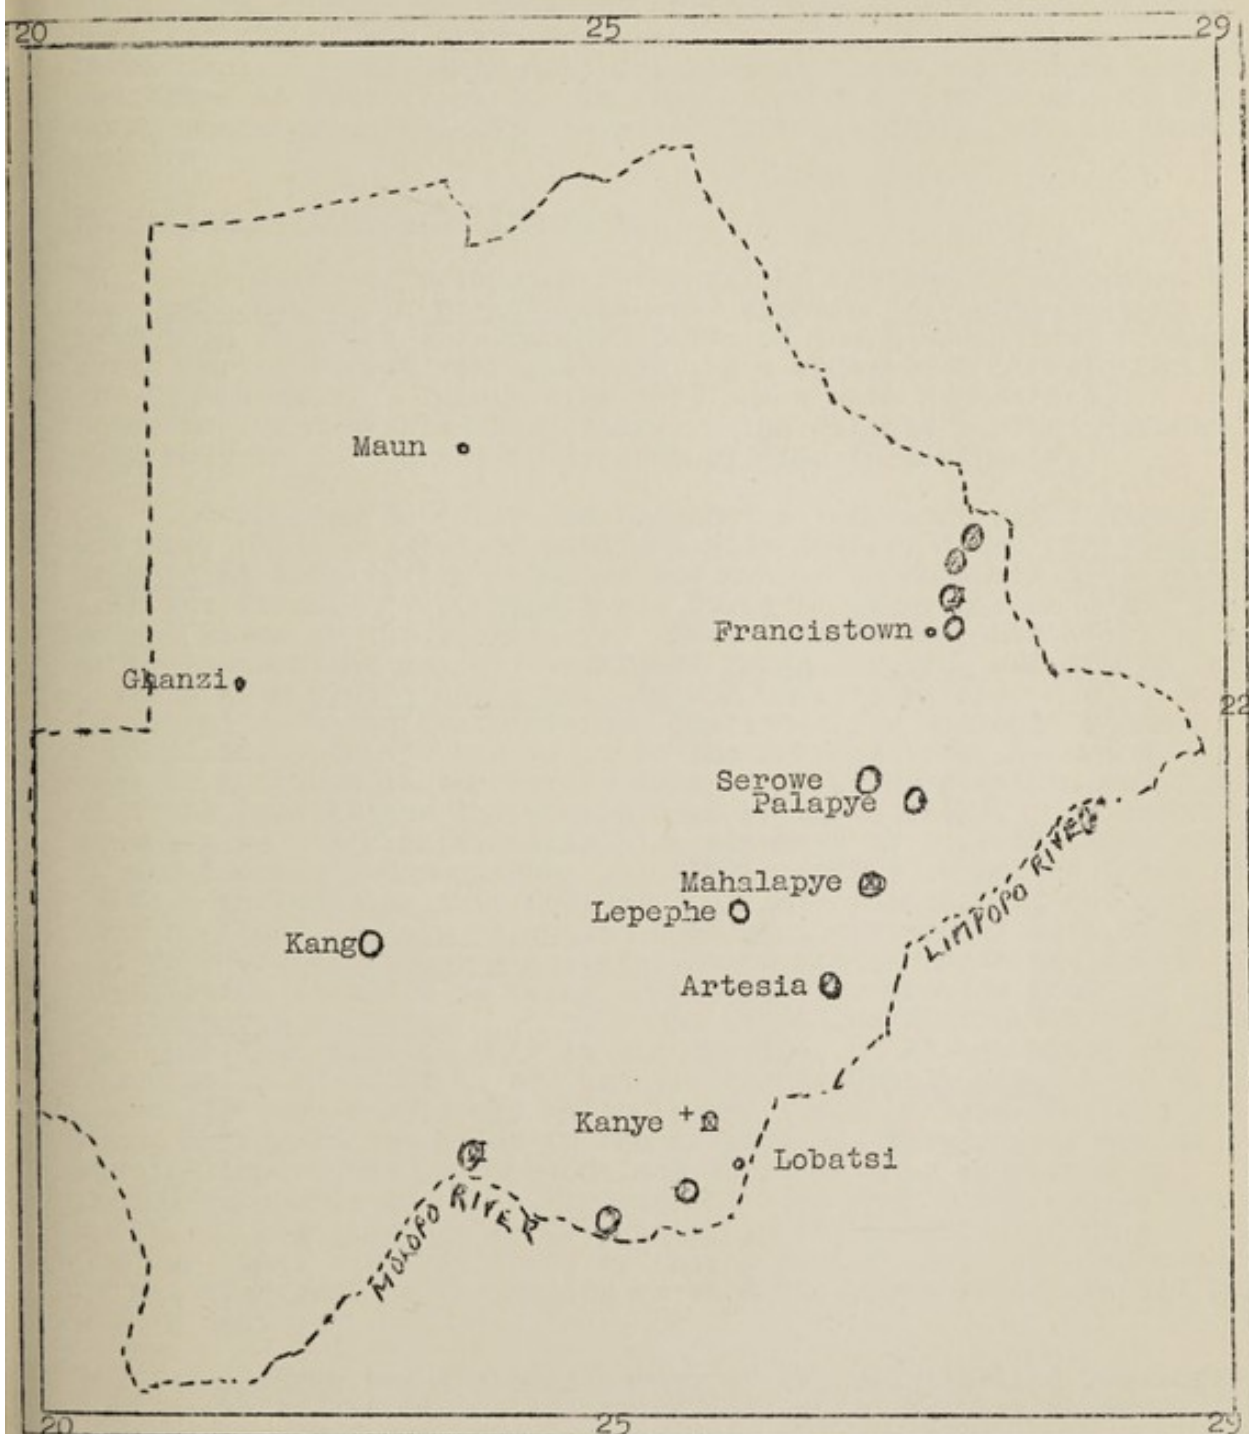 20 25 29
Maun
Francistown
Ghanzi
22
Serowe
Palapye
Mahalapye
Lepephe
Kang
Artesia
LIMPOPO RIVER
Kanye +
Lobatsi
MOLOPO RIVER
20 25 29